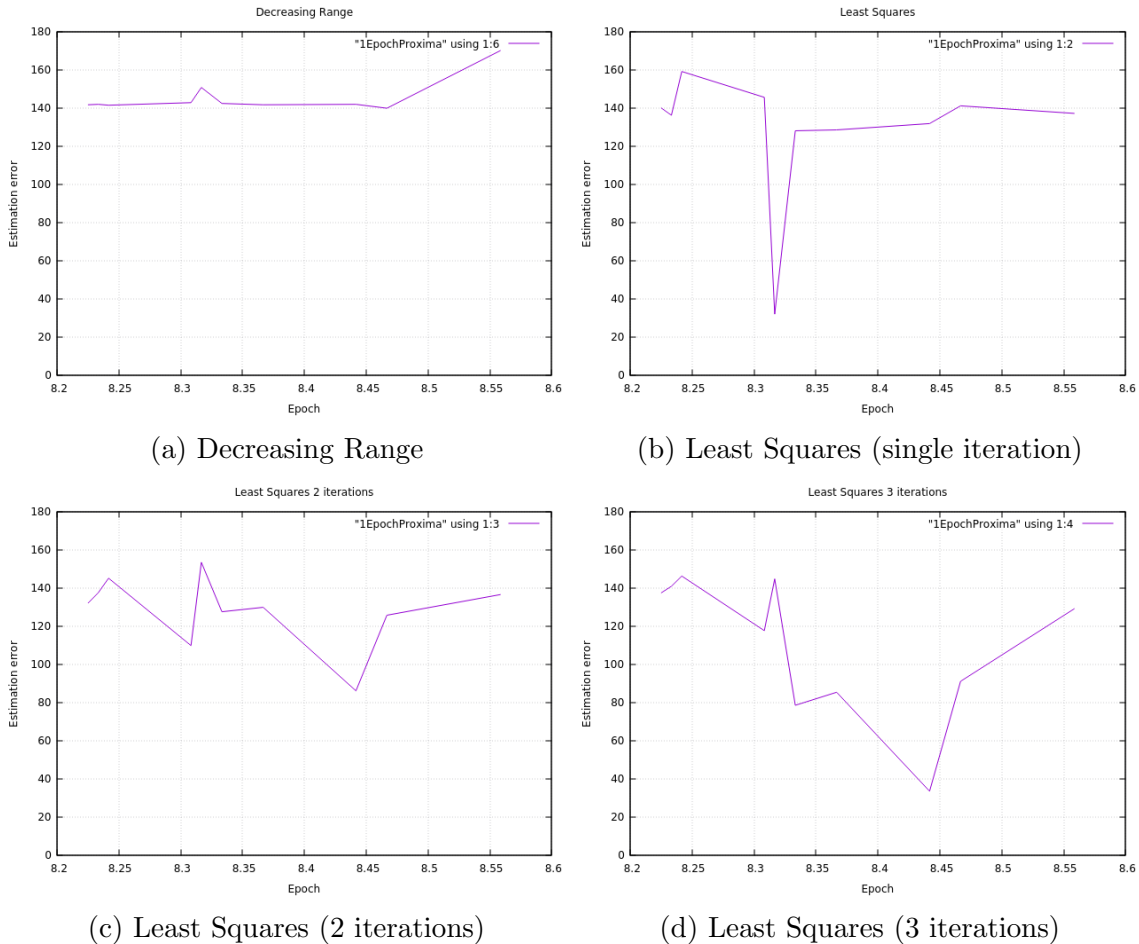 Decreasing Range
"1EpochProxima" using 1:6
Estimation error
180
160
140
120
100
80
60
40
20
0
8.2 8.25 8.3 8.35 8.4 8.45 8.5 8.55 8.6
Epoch
(a) Decreasing Range
Least Squares
"1EpochProxima" using 1:2
Estimation error
180
160
140
120
100
80
60
40
20
0
8.2 8.25 8.3 8.35 8.4 8.45 8.5 8.55 8.6
Epoch
(b) Least Squares (single iteration)
Least Squares 2 iterations
"1EpochProxima" using 1:3
Estimation error
180
160
140
120
100
80
60
40
20
0
8.2 8.25 8.3 8.35 8.4 8.45 8.5 8.55 8.6
Epoch
(c) Least Squares (2 iterations)
Least Squares 3 iterations
"1EpochProxima" using 1:4
Estimation error
180
160
140
120
100
80
60
40
20
0
8.2 8.25 8.3 8.35 8.4 8.45 8.5 8.55 8.6
Epoch
(d) Least Squares (3 iterations)